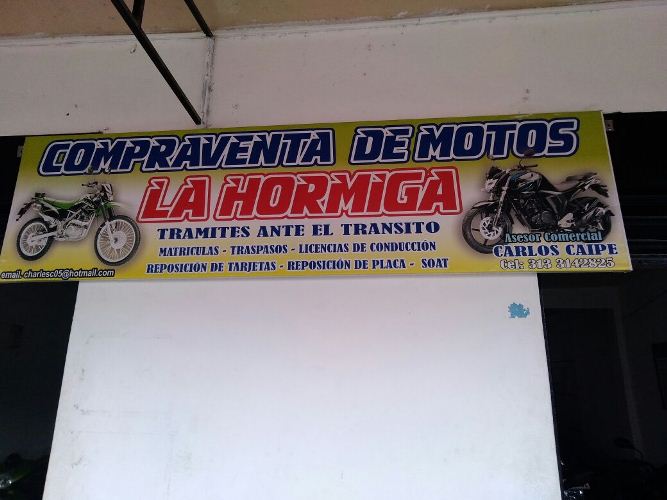 COMPRAVENTA DE MOTOS
LA HORMIGA
TRAMITES ANTE EL TRANSITO
MATRICULAS - TRASPASOS - LICENCIAS DE CONDUCCIÓN
REPOSICIÓN DE TARJETAS - REPOSICIÓN DE PLACA - SOAT
email. charlesc05@hotmail.com
Asesor Comercial
CARLOS CAIPE
Cel: 313 3142825